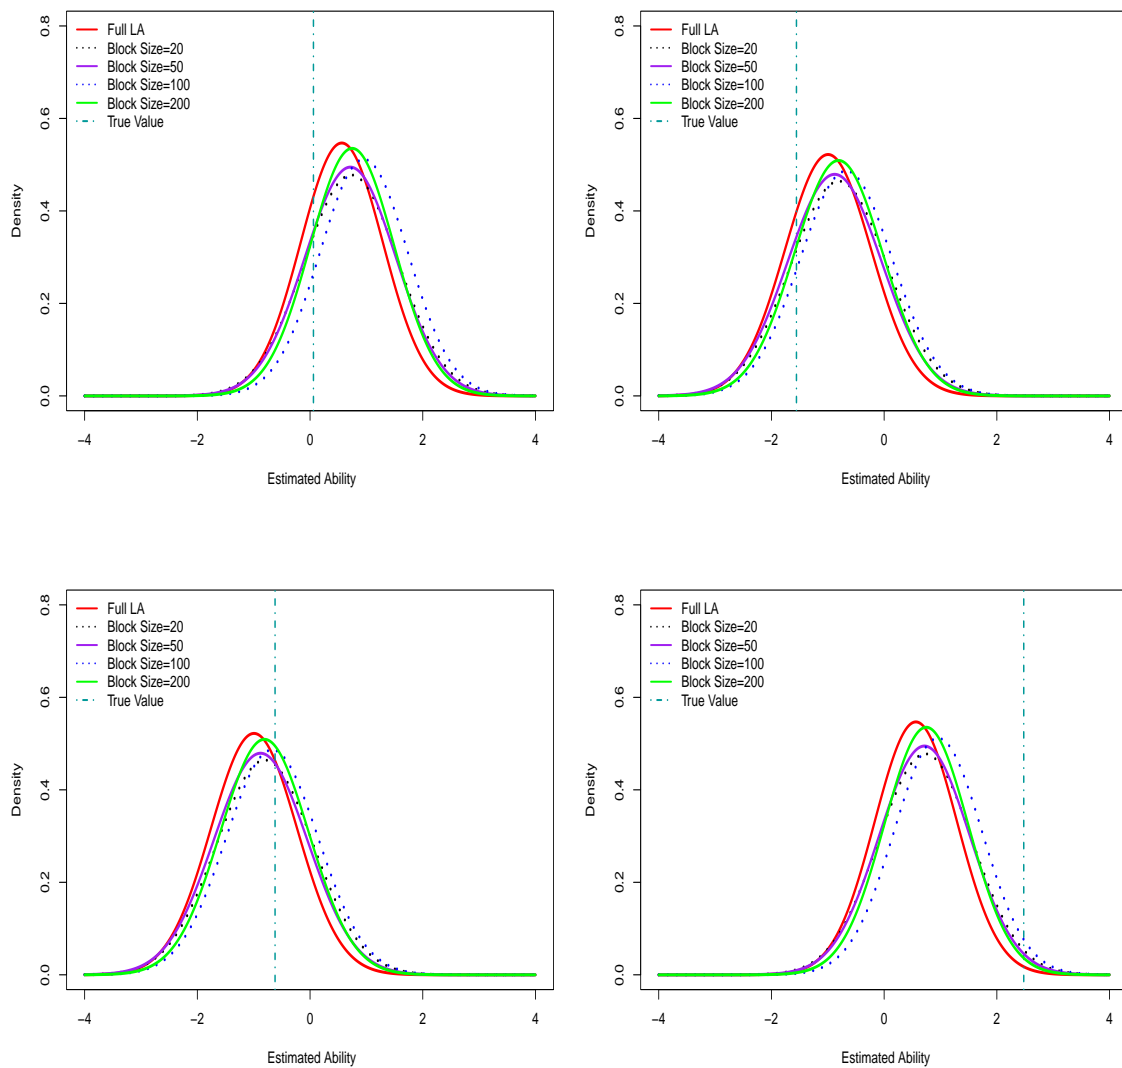 0.8
Full LA
Block Size=20
Block Size=50
Block Size=100
Block Size=200
True Value
0.6
0.4
0.2
0.0
Density
−4 −2 0 2 4
Estimated Ability
0.8
Full LA
Block Size=20
Block Size=50
Block Size=100
Block Size=200
True Value
0.6
0.4
0.2
0.0
Density
−4 −2 0 2 4
Estimated Ability
0.8
Full LA
Block Size=20
Block Size=50
Block Size=100
Block Size=200
True Value
0.6
0.4
0.2
0.0
Density
−4 −2 0 2 4
Estimated Ability
0.8
Full LA
Block Size=20
Block Size=50
Block Size=100
Block Size=200
True Value
0.6
0.4
0.2
0.0
Density
−4 −2 0 2 4
Estimated Ability